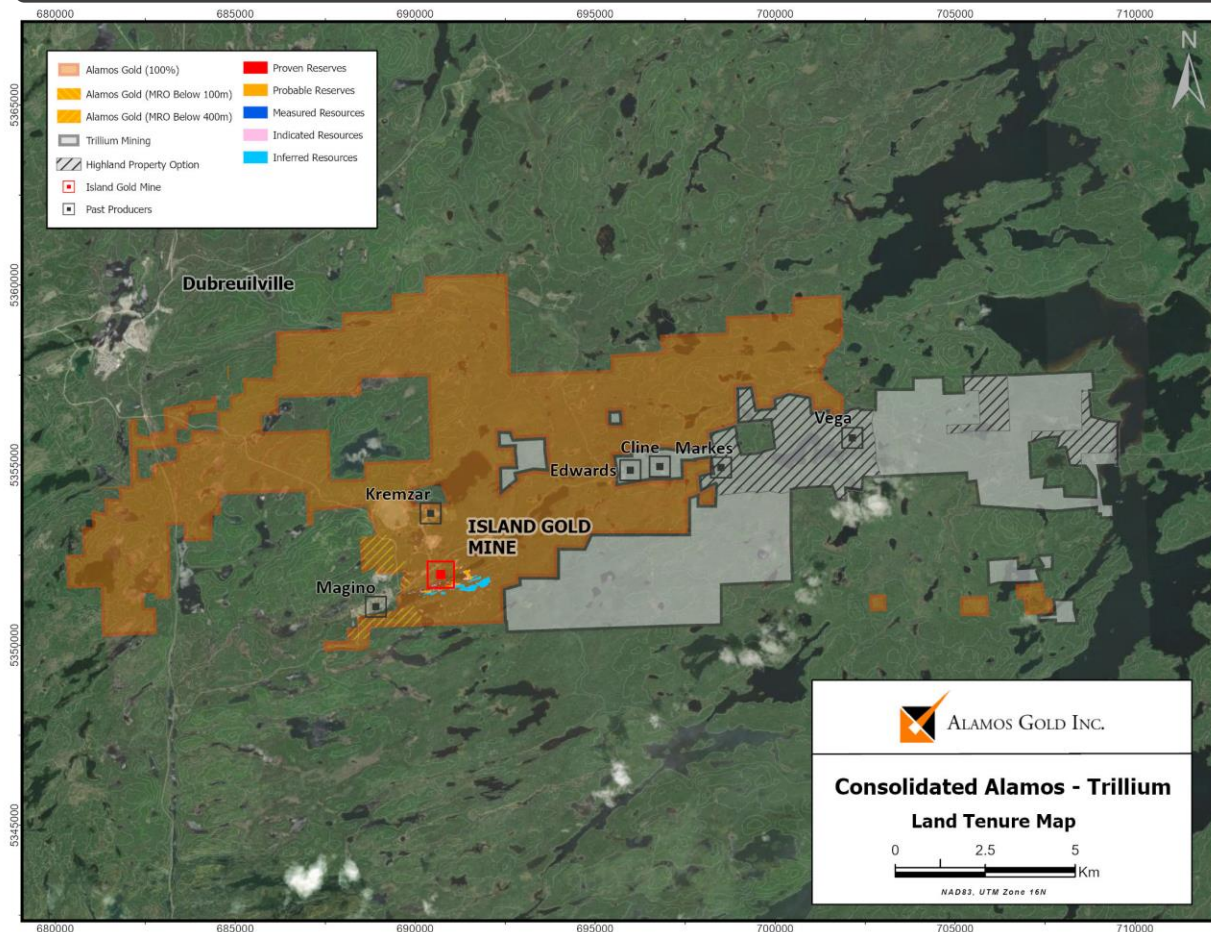 680000 685000 690000 695000 700000 705000 710000
N
Alamos Gold (100%)
Alamos Gold (MRO Below 100m)
Alamos Gold (MRO Below 400m)
Trillium Mining
Highland Property Option
Island Gold Mine
Past Producers
Proven Reserves
Probable Reserves
Measured Resources
Indicated Resources
Inferred Resources
5365000
5360000
5355000
5350000
5345000
Dubreuilville
Vega
Cline
Markes
Edwards
Kremzar
ISLAND GOLD
MINE
Magino
ALAMOS GOLD INC.
Consolidated Alamos - Trillium
Land Tenure Map
0 2.5 5
Km
NAD83, UTM Zone 16N
680000 685000 690000 695000 700000 705000 710000